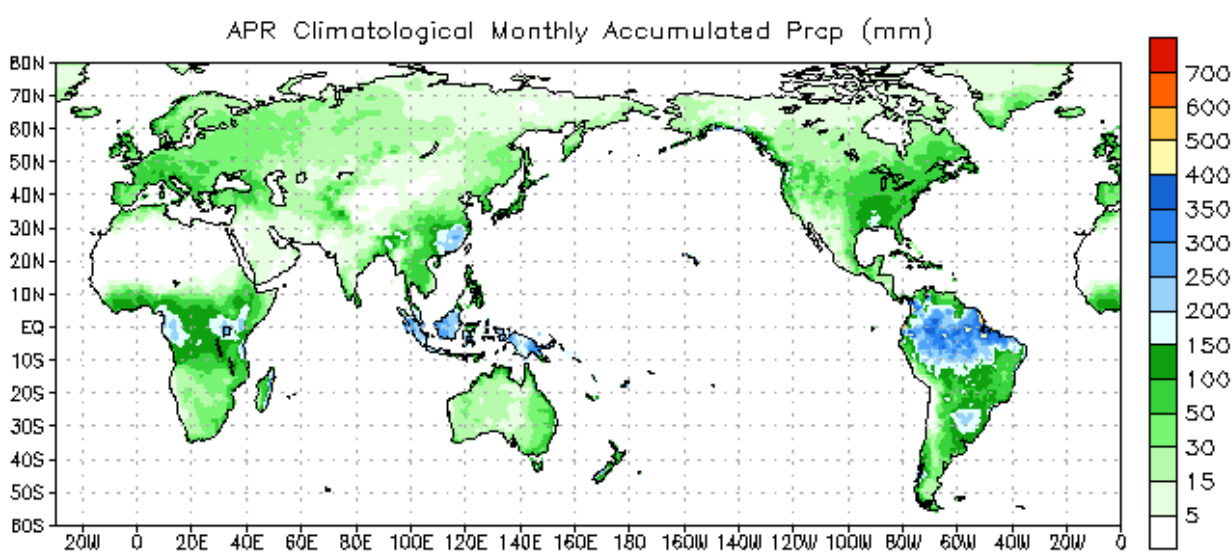 APR Climatological Monthly Accumulated Prcp (mm)
80N
70N
60N
50N
40N
30N
20N
10N
EQ
10S
20S
30S
40S
50S
60S
20W 0 20E 40E 60E 80E 100E 120E 140E 160E 180 160W 140W 120W 100W 80W 60W 40W 20W 0
700
600
500
400
350
300
250
200
150
100
50
30
15
5